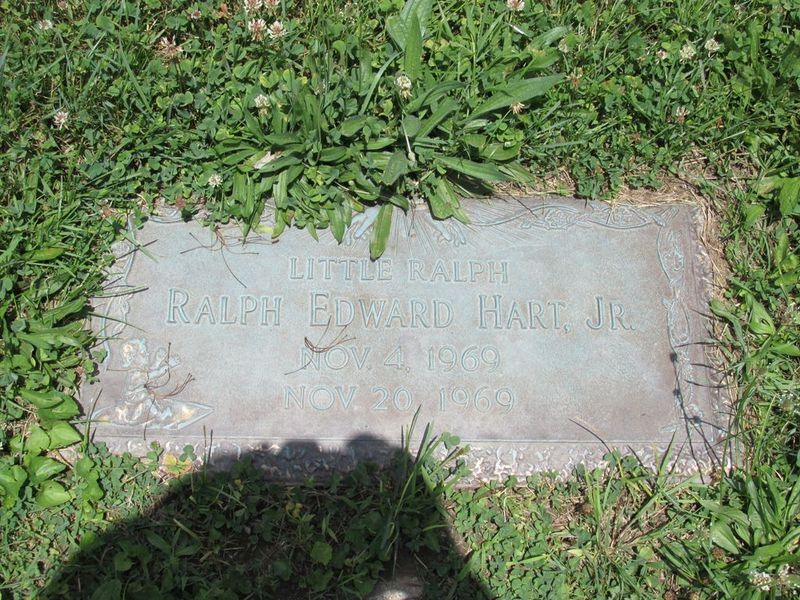 LITTLE RALPH
RALPH EDWARD HART, JR.
NOV. 4, 1969
NOV 20, 1969